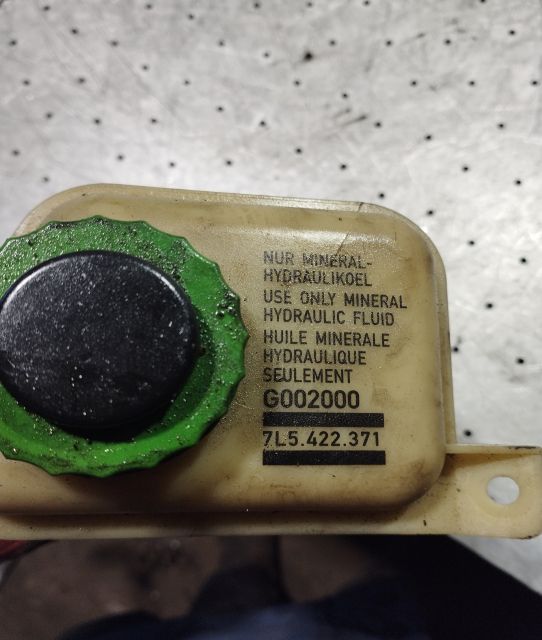 NUR MINERAL-
HYDRAULIKOEL
USE ONLY MINERAL
HYDRAULIC FLUID
HUILE MINERALE
HYDRAULIQUE
SEULEMENT
G002000
7L5.422.371